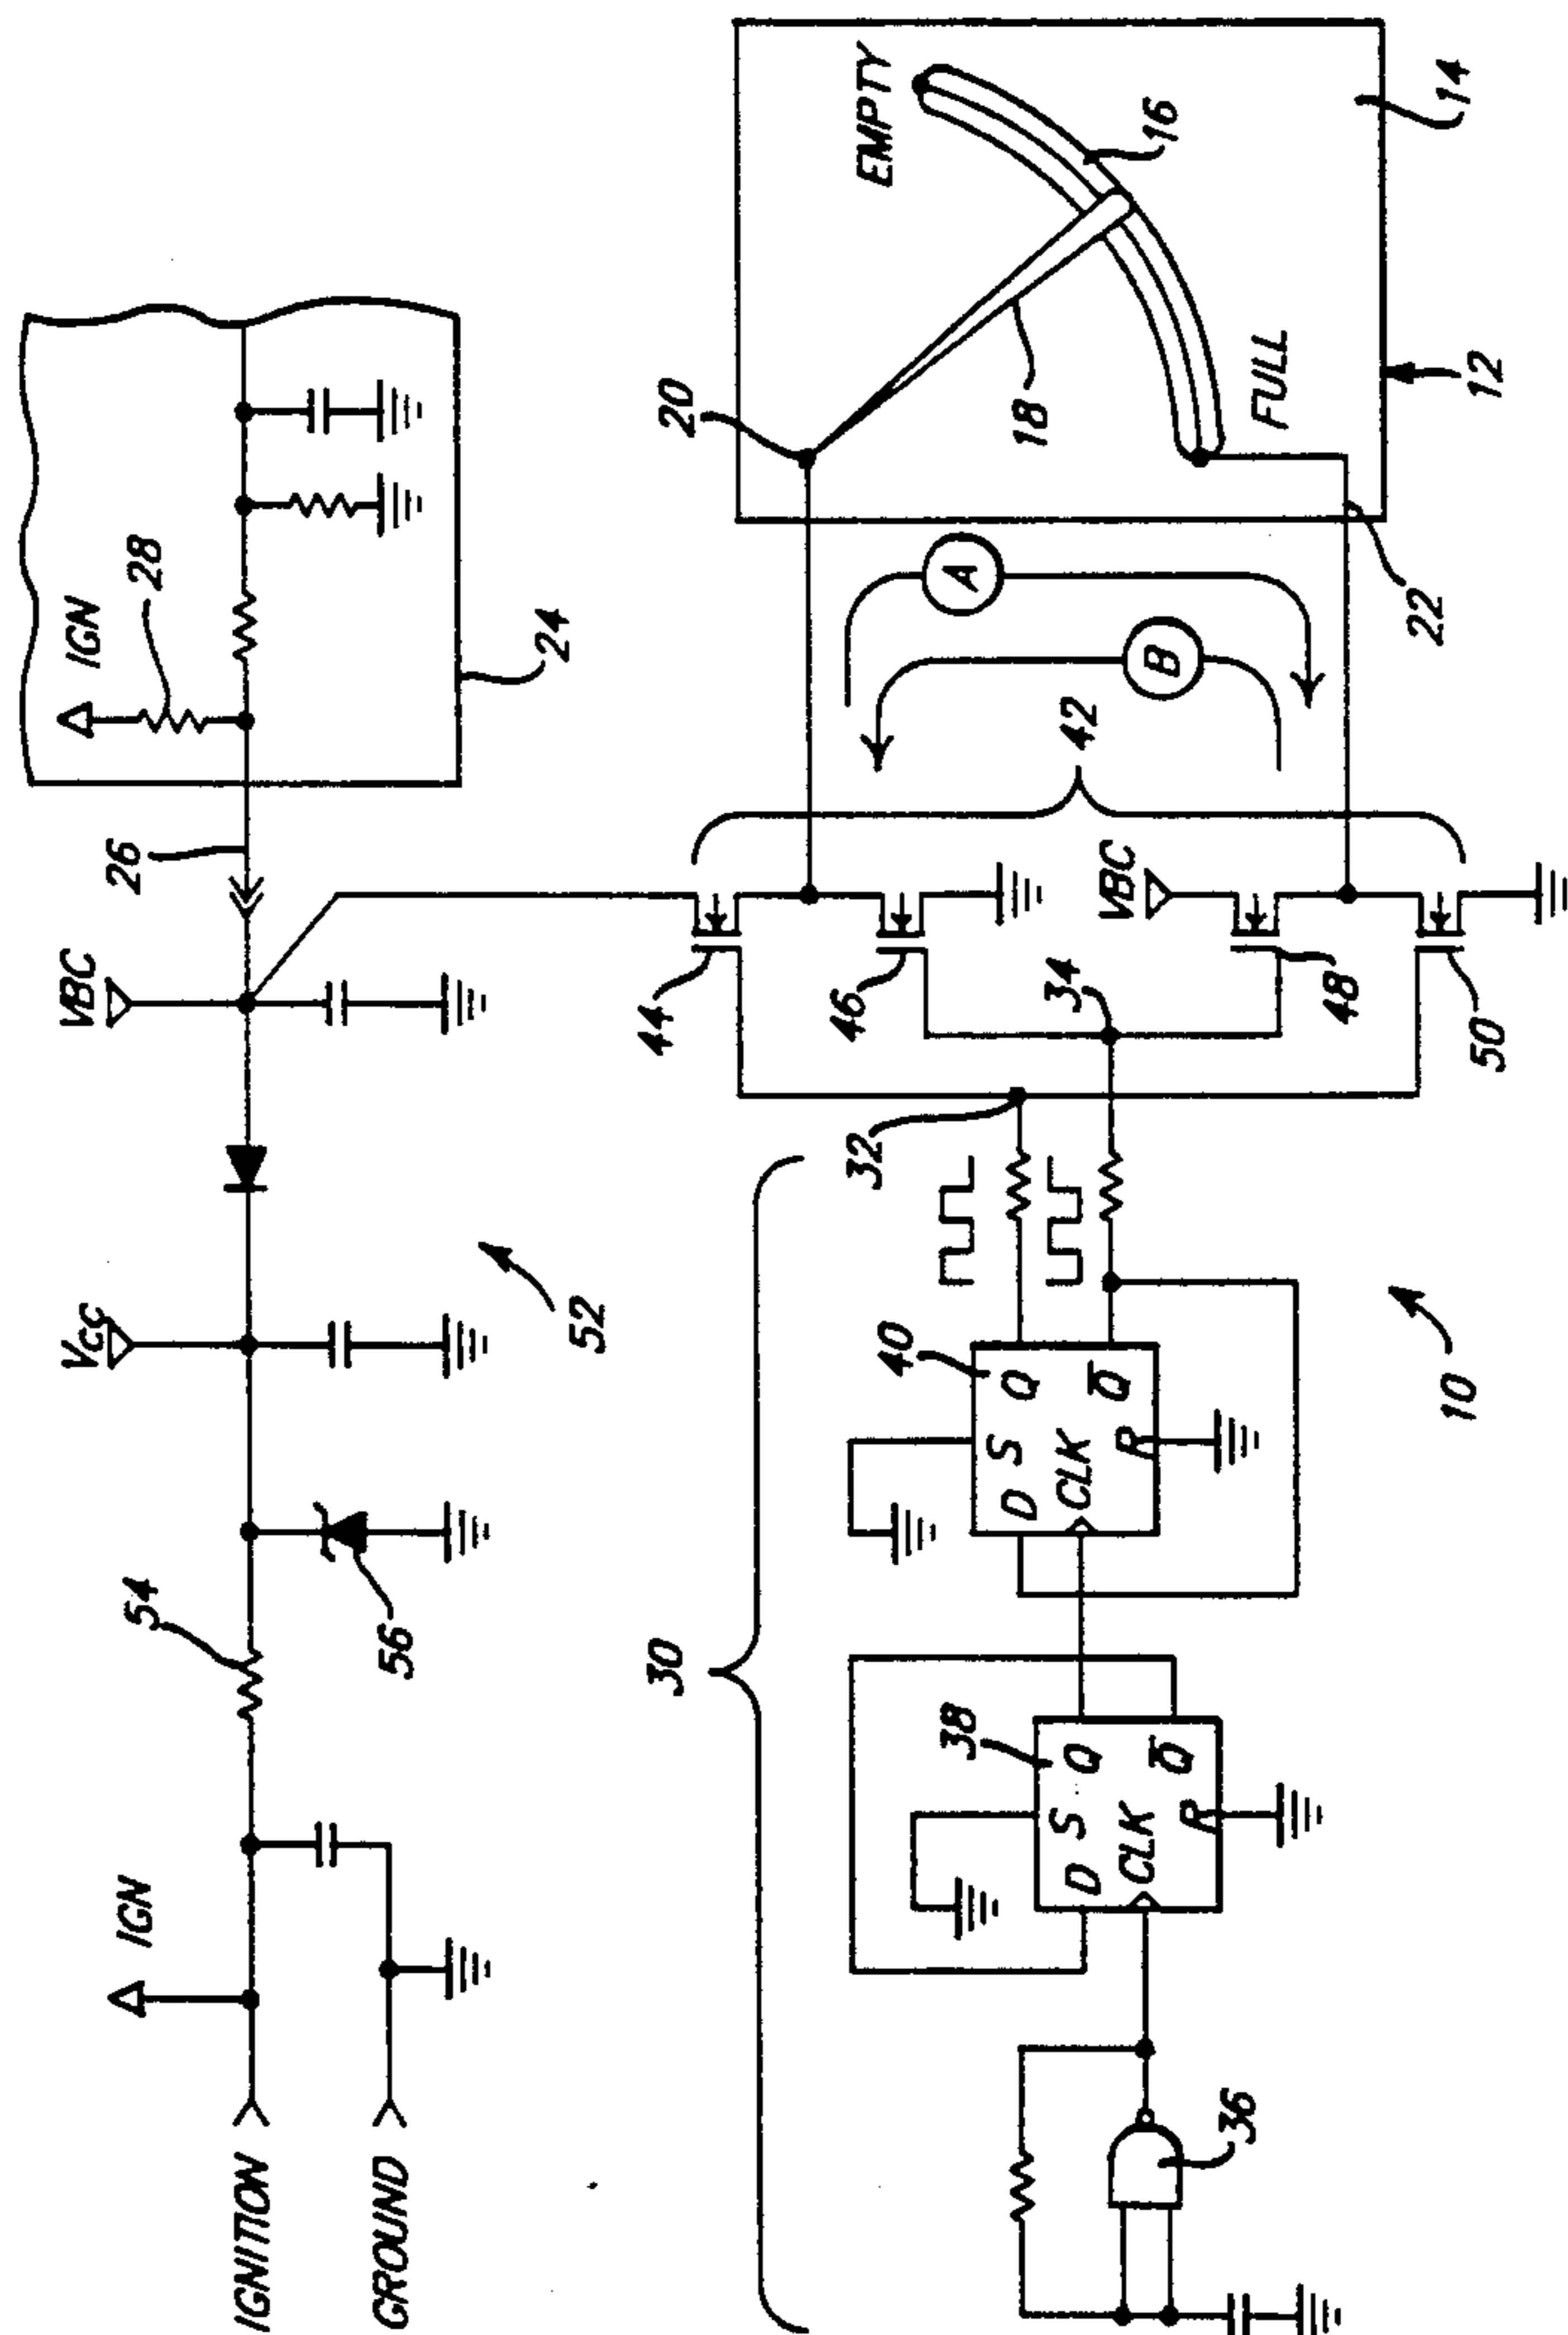 IGNITION
GROUND
IGN
54
56
VCC
52
VBC
26
IGN
28
24
30
36
38
D
S
Q
CLK
R
Q̅
40
D
S
Q
CLK
R
Q̅
32
34
10
44
46
VBC
48
50
42
A
B
20
22
18
16
EMPTY
FULL
14
12